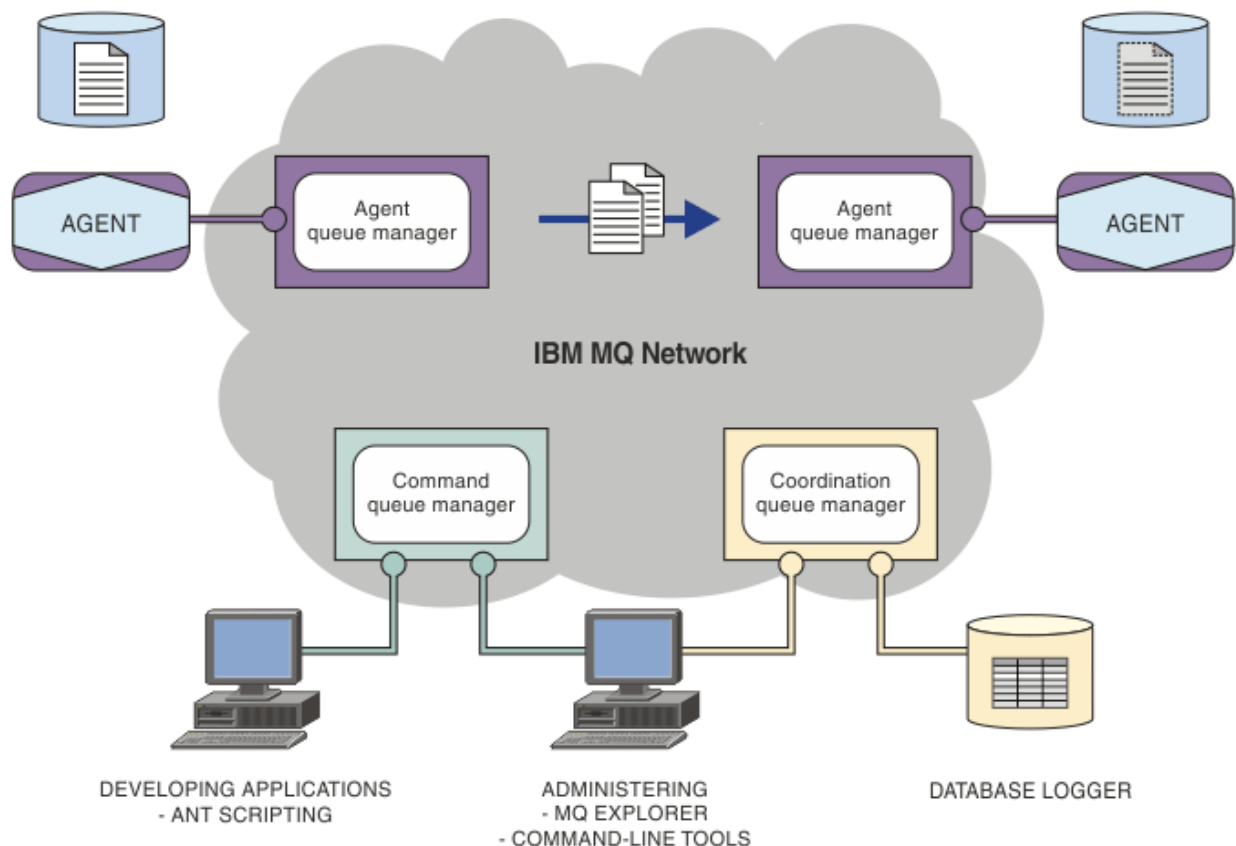 AGENT
Agent
queue manager
Agent
queue manager
AGENT
IBM MQ Network
Command
queue manager
Coordination
queue manager
DEVELOPING APPLICATIONS
- ANT SCRIPTING
ADMINISTERING
- MQ EXPLORER
- COMMAND-LINE TOOLS
DATABASE LOGGER